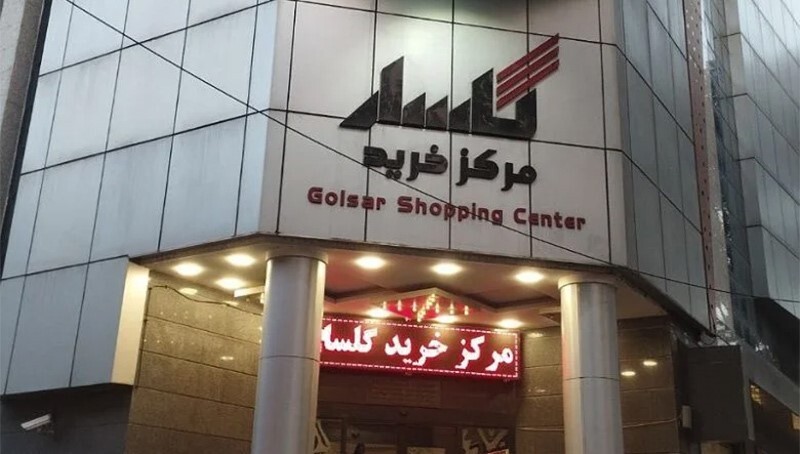 گلسار
مرکز خرید
Golsar Shopping Center
مرکز خرید گلسا